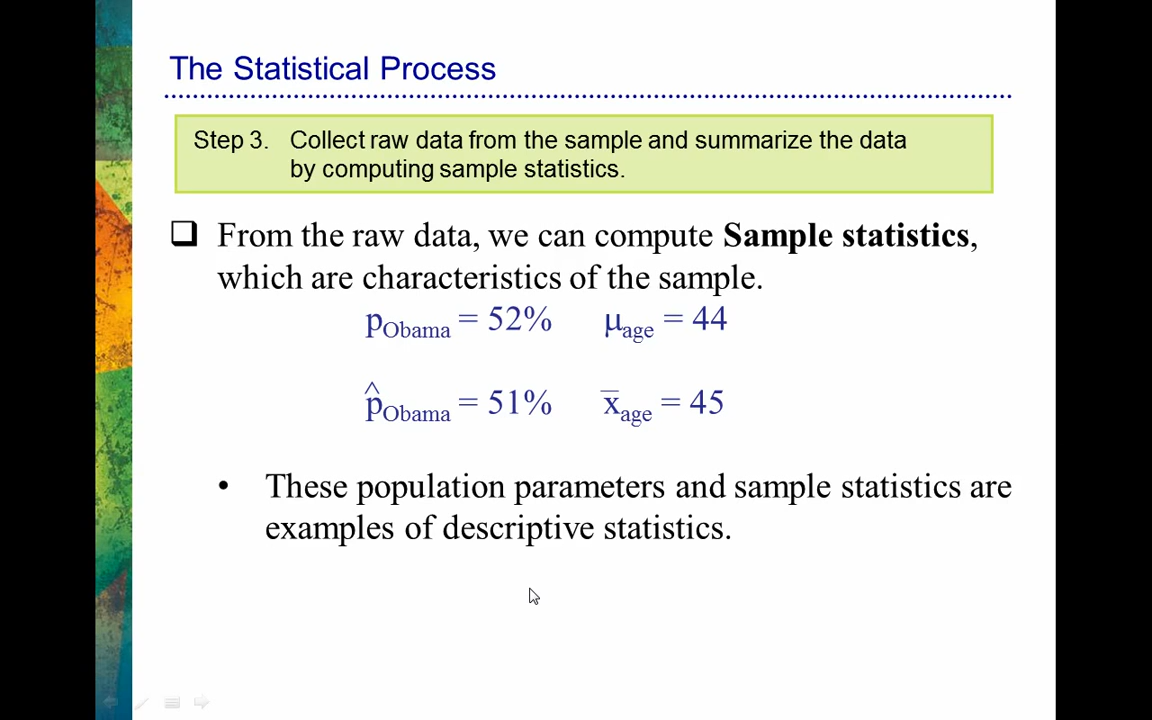 The Statistical Process
Step 3. Collect raw data from the sample and summarize the data
by computing sample statistics.
❑ From the raw data, we can compute Sample statistics,
which are characteristics of the sample.
pObama = 52% μage = 44
p̂Obama = 51% x̅age = 45
• These population parameters and sample statistics are
examples of descriptive statistics.